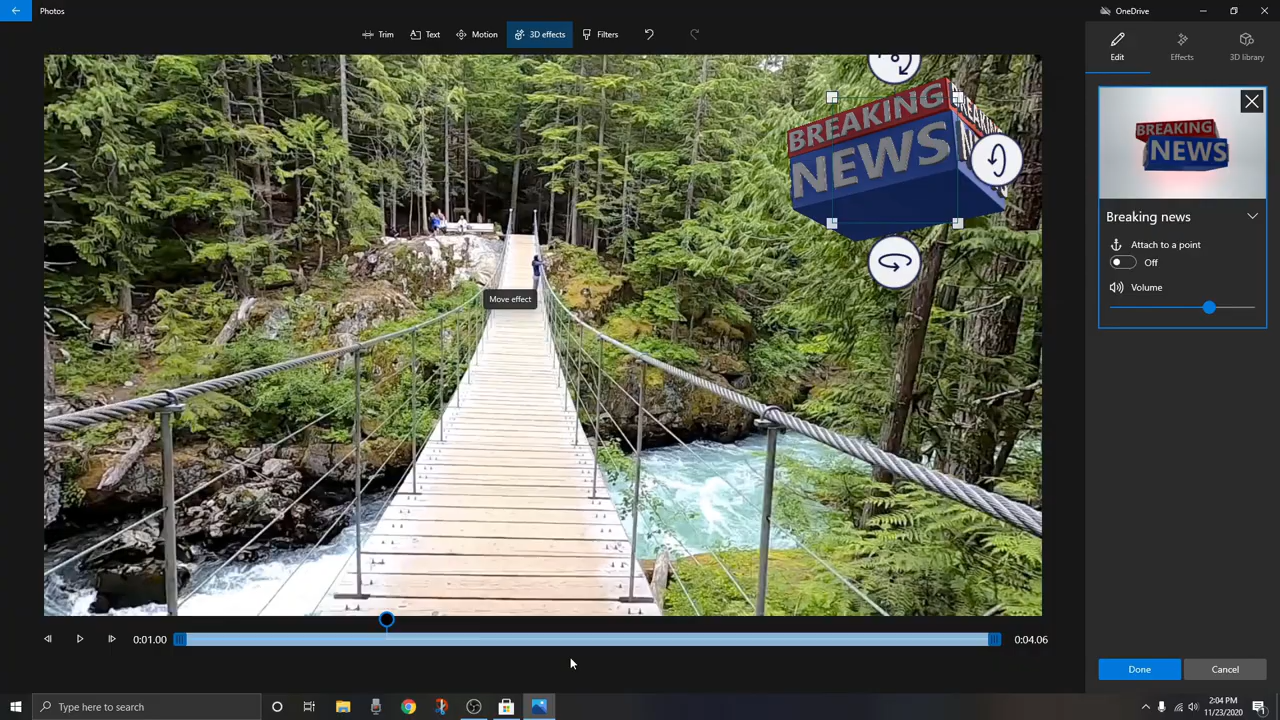 Photos
OneDrive
Trim
Text
Motion
3D effects
Filters
Edit
Effects
3D library
BREAKING
NEWS
BREAKING
NEWS
Breaking news
Attach to a point
Off
Volume
Move effect
0:01.00
0:04.06
Done
Cancel
Type here to search
2:04 PM
11/23/2020